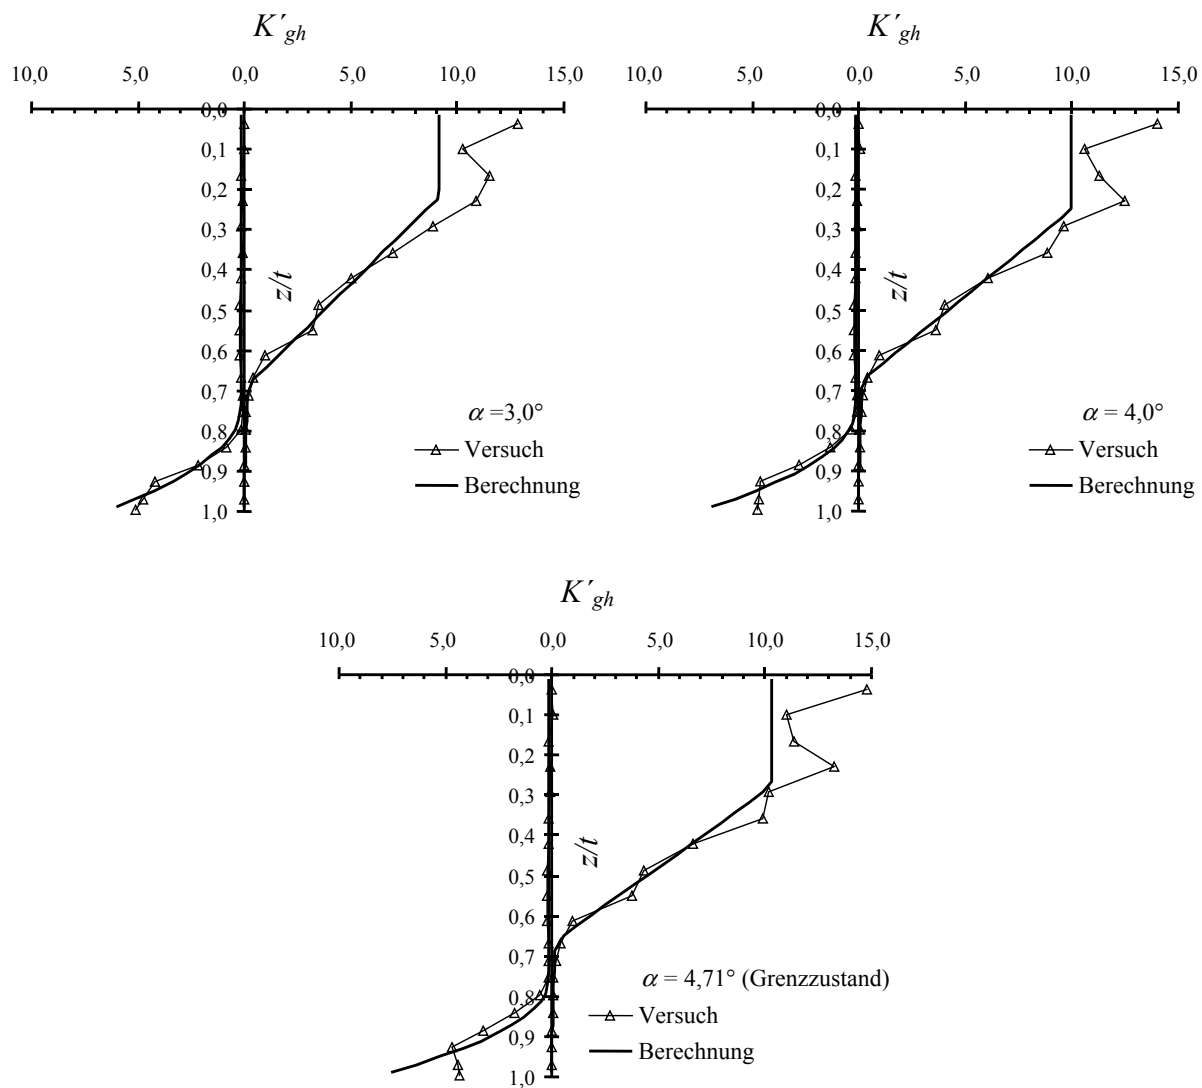 K´gh
10,0 5,0 0,0 5,0 10,0 15,0
0,0
0,1
0,2
0,3
0,4
0,5
0,6
0,7
0,8
0,9
1,0
z/t
α =3,0°
Versuch
Berechnung
K´gh
10,0 5,0 0,0 5,0 10,0 15,0
0,0
0,1
0,2
0,3
0,4
0,5
0,6
0,7
0,8
0,9
1,0
z/t
α = 4,0°
Versuch
Berechnung
K´gh
10,0 5,0 0,0 5,0 10,0 15,0
0,0
0,1
0,2
0,3
0,4
0,5
0,6
0,7
0,8
0,9
1,0
z/t
α = 4,71° (Grenzzustand)
Versuch
Berechnung